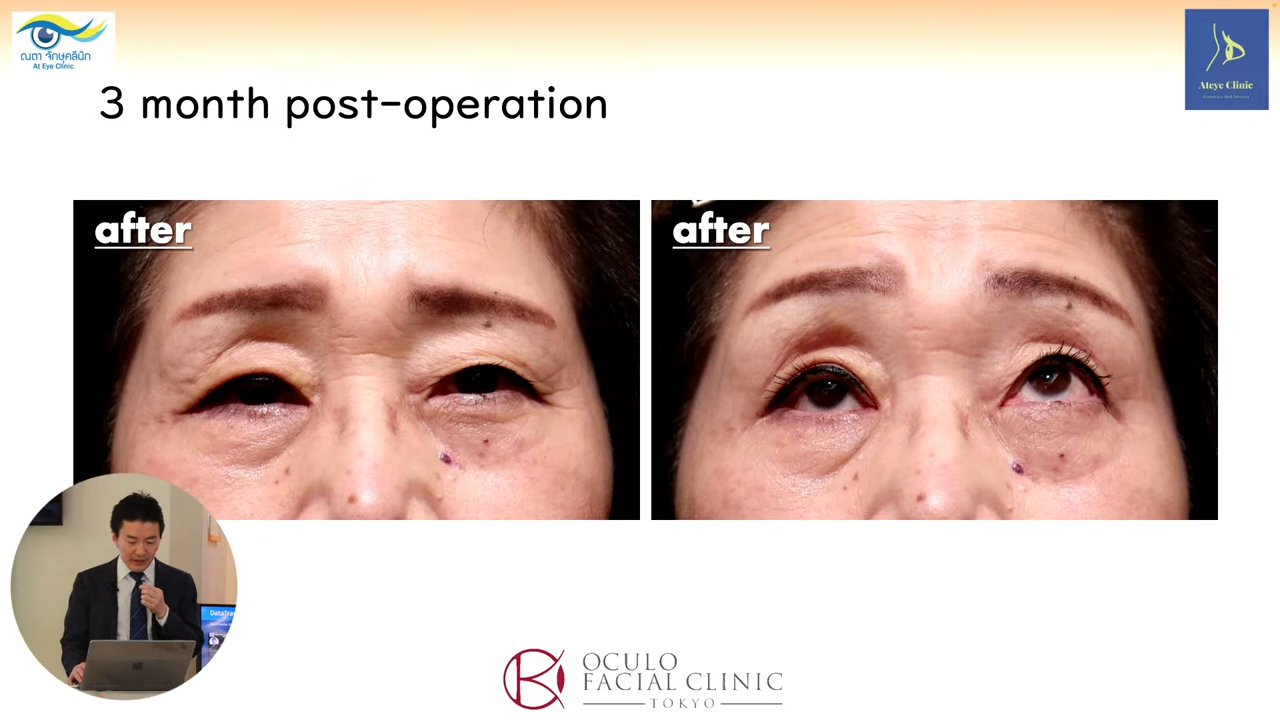 ณตา จักษุคลินิก
At Eye Clinic
Ateye Clinic
3 month post-operation
after
after
DataTra
OCULO
FACIAL CLINIC
TOKYO